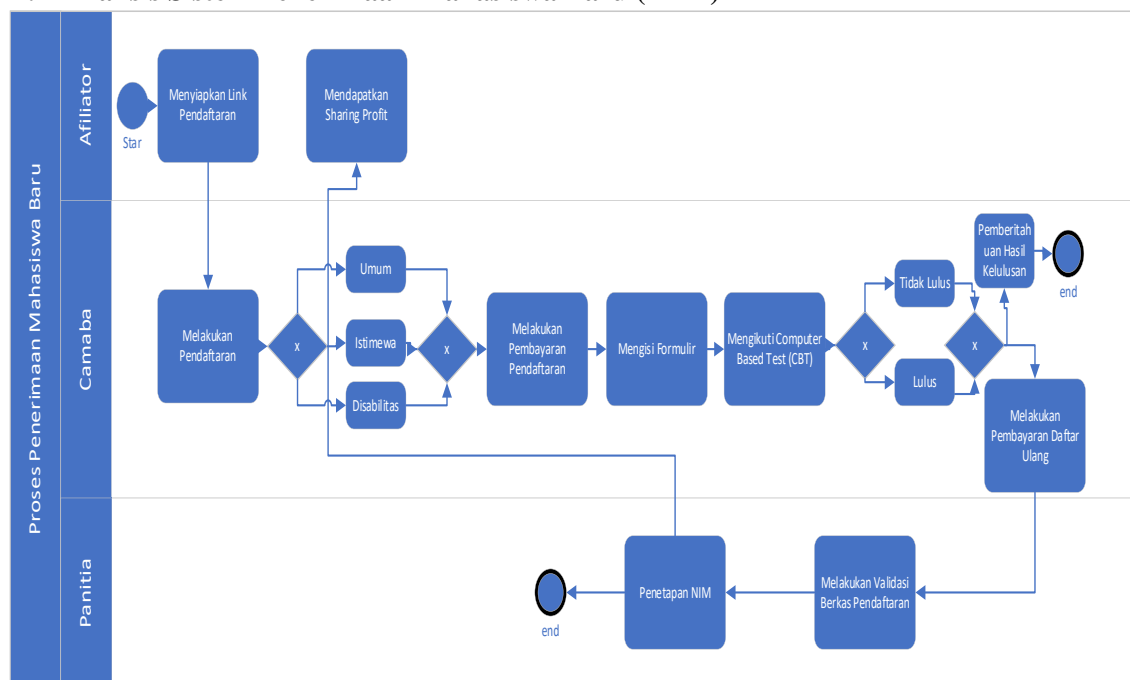 Proses Penerimaan Mahasiswa Baru
Afiliator
Star
Menyiapkan Link
Pendaftaran
Mendapatkan
Sharing Profit
Camaba
Melakukan
Pendaftaran
x
Umum
Istimewa
Disabilitas
x
Melakukan
Pembayaran
Pendaftaran
Mengisi Formulir
Mengikuti Computer
Based Test (CBT)
x
Tidak Lulus
Lulus
x
Pemberitah
uan Hasil
Kelulusan
end
Melakukan
Pembayaran Daftar
Ulang
Panitia
end
Penetapan NIM
Melakukan Validasi
Berkas Pendaftaran